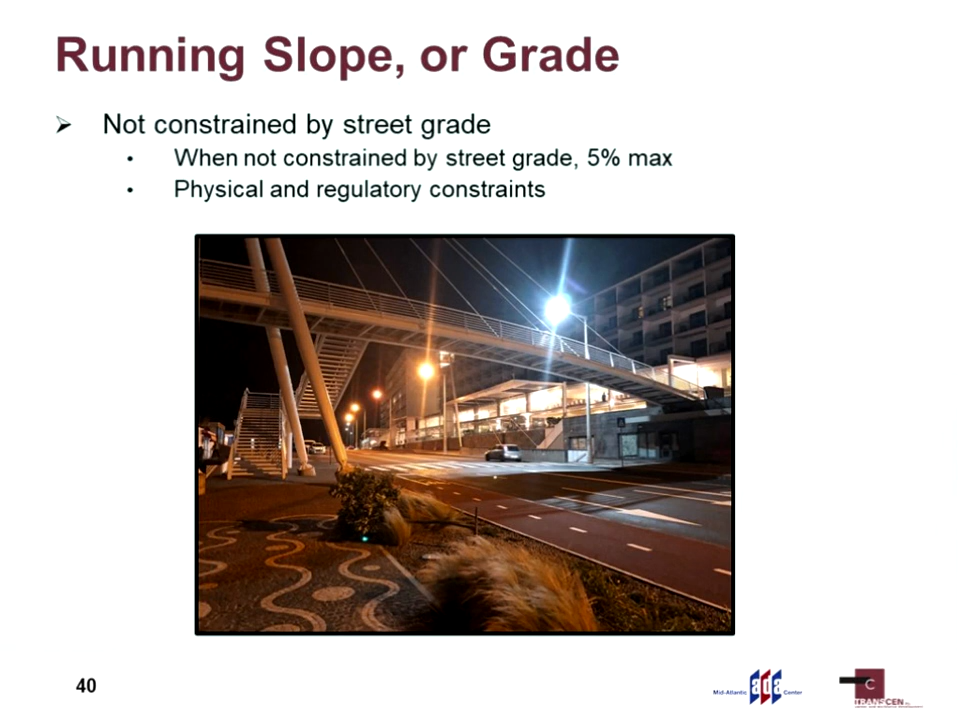 Running Slope, or Grade
➢ Not constrained by street grade
• When not constrained by street grade, 5% max
• Physical and regulatory constraints
40
Mid-Atlantic ada Center
C
TRANSCEN